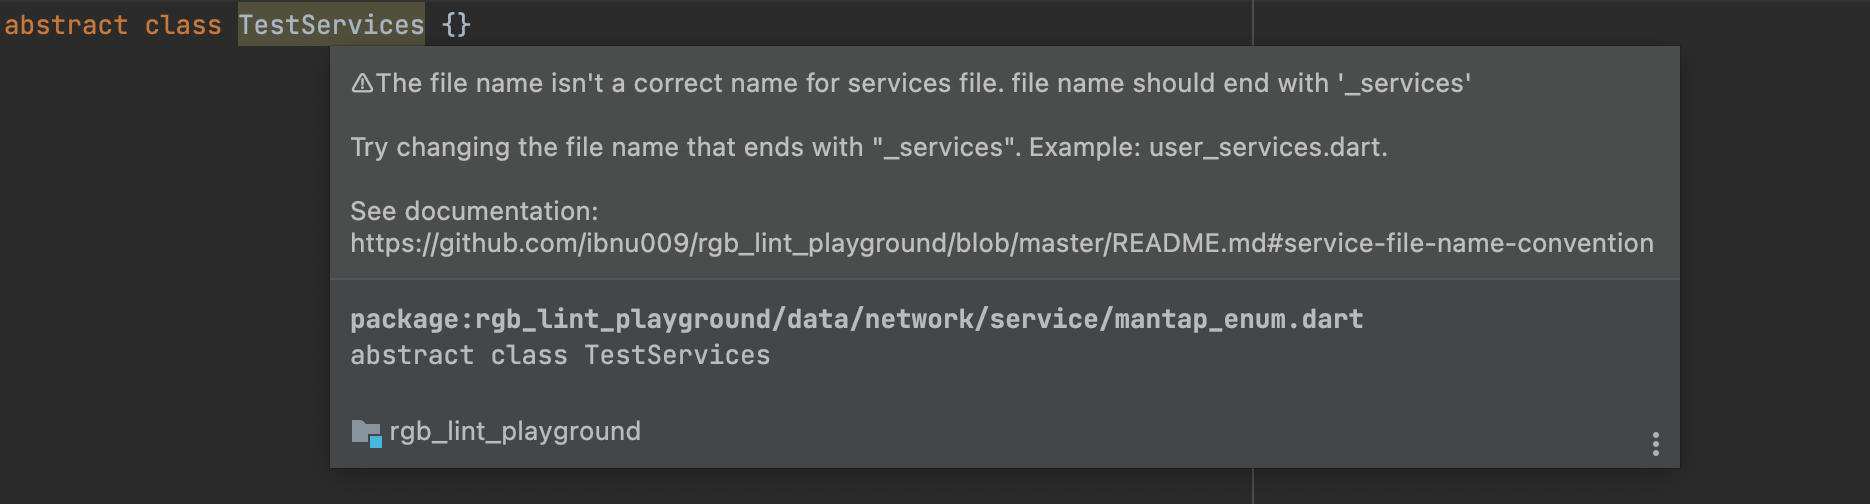 abstract class TestServices {}
⚠The file name isn't a correct name for services file. file name should end with '_services'
Try changing the file name that ends with "_services". Example: user_services.dart.
See documentation:
https://github.com/ibnu009/rgb_lint_playground/blob/master/README.md#service-file-name-convention
package:rgb_lint_playground/data/network/service/mantap_enum.dart
abstract class TestServices
rgb_lint_playground